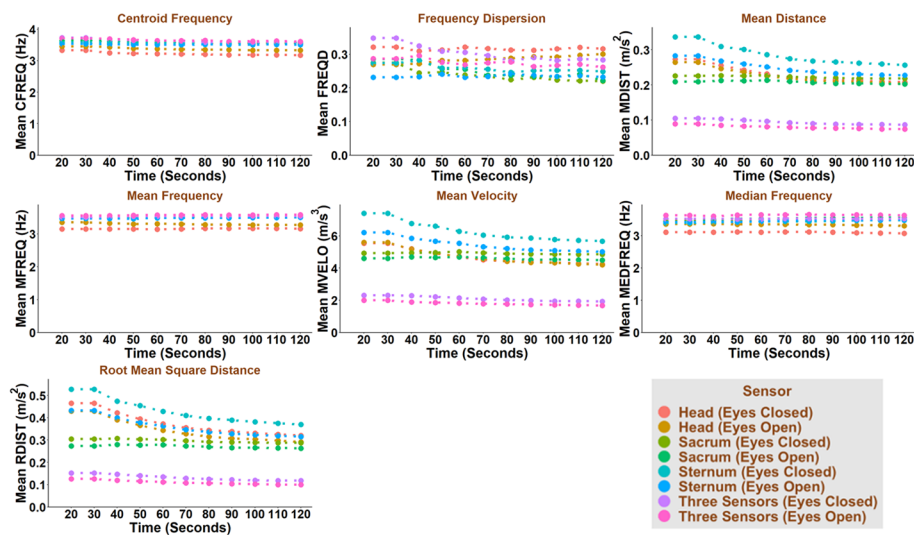 Centroid Frequency
Mean CFREQ (Hz)
4
3
2
1
0
20 30 40 50 60 70 80 90 100 110 120
Time (Seconds)
Frequency Dispersion
Mean FREQD
0.3
0.2
0.1
0.0
20 30 40 50 60 70 80 90 100 110 120
Time (Seconds)
Mean Distance
Mean MDIST (m/s²)
0.3
0.2
0.1
0
20 30 40 50 60 70 80 90 100 110 120
Time (Seconds)
Mean Frequency
Mean MFREQ (Hz)
3
2
1
0
20 30 40 50 60 70 80 90 100 110 120
Time (Seconds)
Mean Velocity
Mean MVELO (m/s³)
6
4
2
0
20 30 40 50 60 70 80 90 100 110 120
Time (Seconds)
Median Frequency
Mean MEDFREQ (Hz)
3
2
1
0
20 30 40 50 60 70 80 90 100 110 120
Time (Seconds)
Root Mean Square Distance
Mean RDIST (m/s²)
0.5
0.4
0.3
0.2
0.1
0.0
20 30 40 50 60 70 80 90 100 110 120
Time (Seconds)
Sensor
Head (Eyes Closed)
Head (Eyes Open)
Sacrum (Eyes Closed)
Sacrum (Eyes Open)
Sternum (Eyes Closed)
Sternum (Eyes Open)
Three Sensors (Eyes Closed)
Three Sensors (Eyes Open)